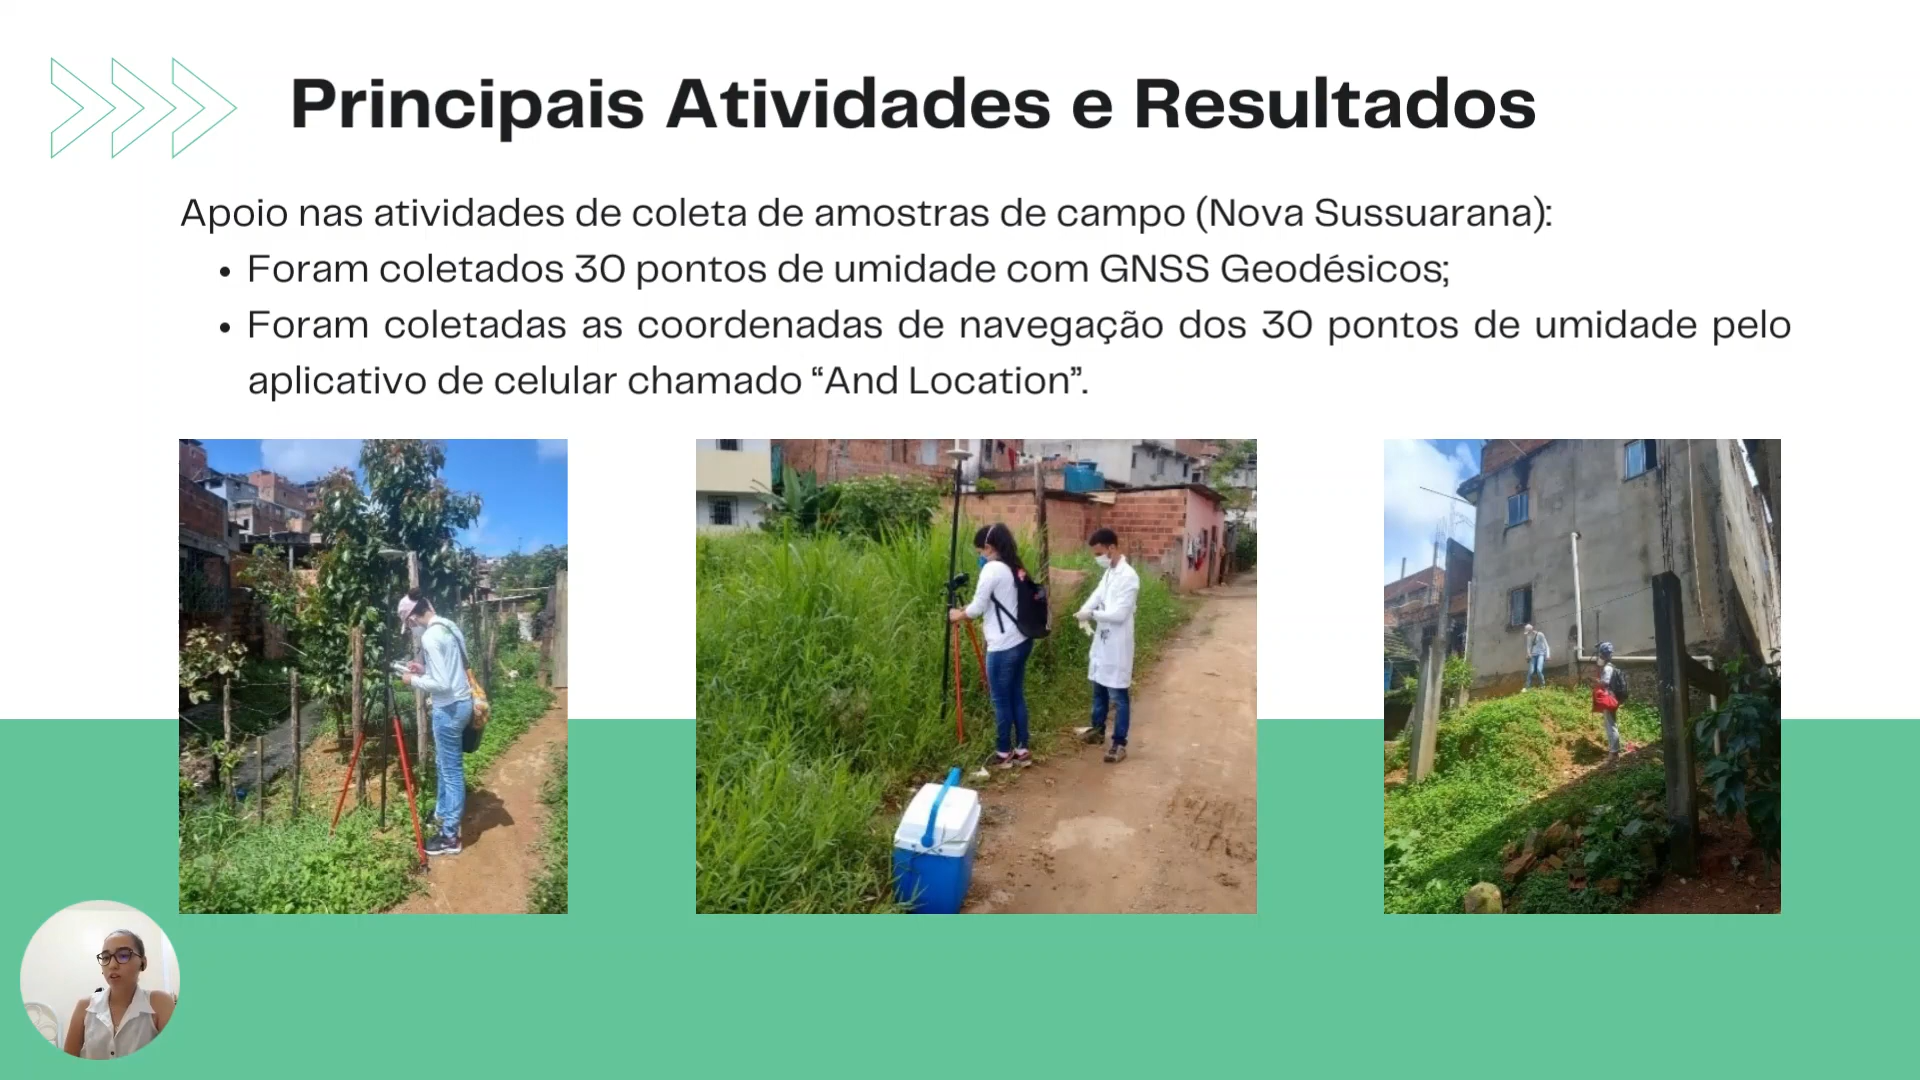 Principais Atividades e Resultados
Apoio nas atividades de coleta de amostras de campo (Nova Sussuarana):
• Foram coletados 30 pontos de umidade com GNSS Geodésicos;
• Foram coletadas as coordenadas de navegação dos 30 pontos de umidade pelo
aplicativo de celular chamado “And Location”.